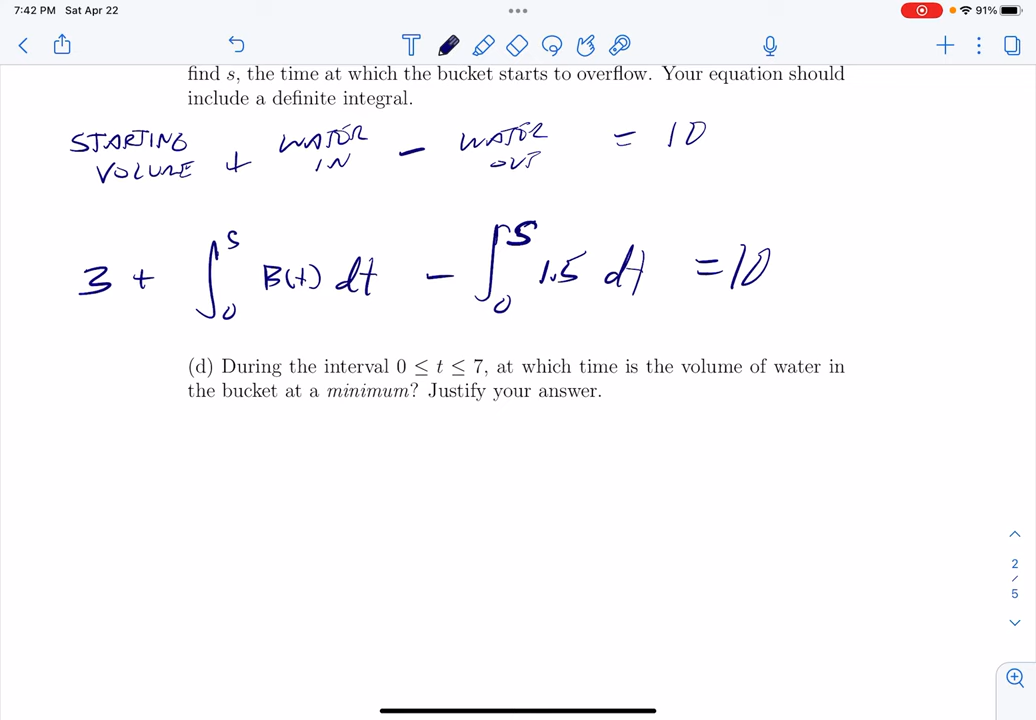 7:42 PM Sat Apr 22
91%
find s, the time at which the bucket starts to overflow. Your equation should
include a definite integral.
STARTING VOLUME + WATER IN − WATER OUT = 10
3 + ∫₀ˢ B(t) dt − ∫₀ˢ 1.5 dt = 10
(d) During the interval 0 ≤ t ≤ 7, at which time is the volume of water in
the bucket at a minimum? Justify your answer.
2
/
5